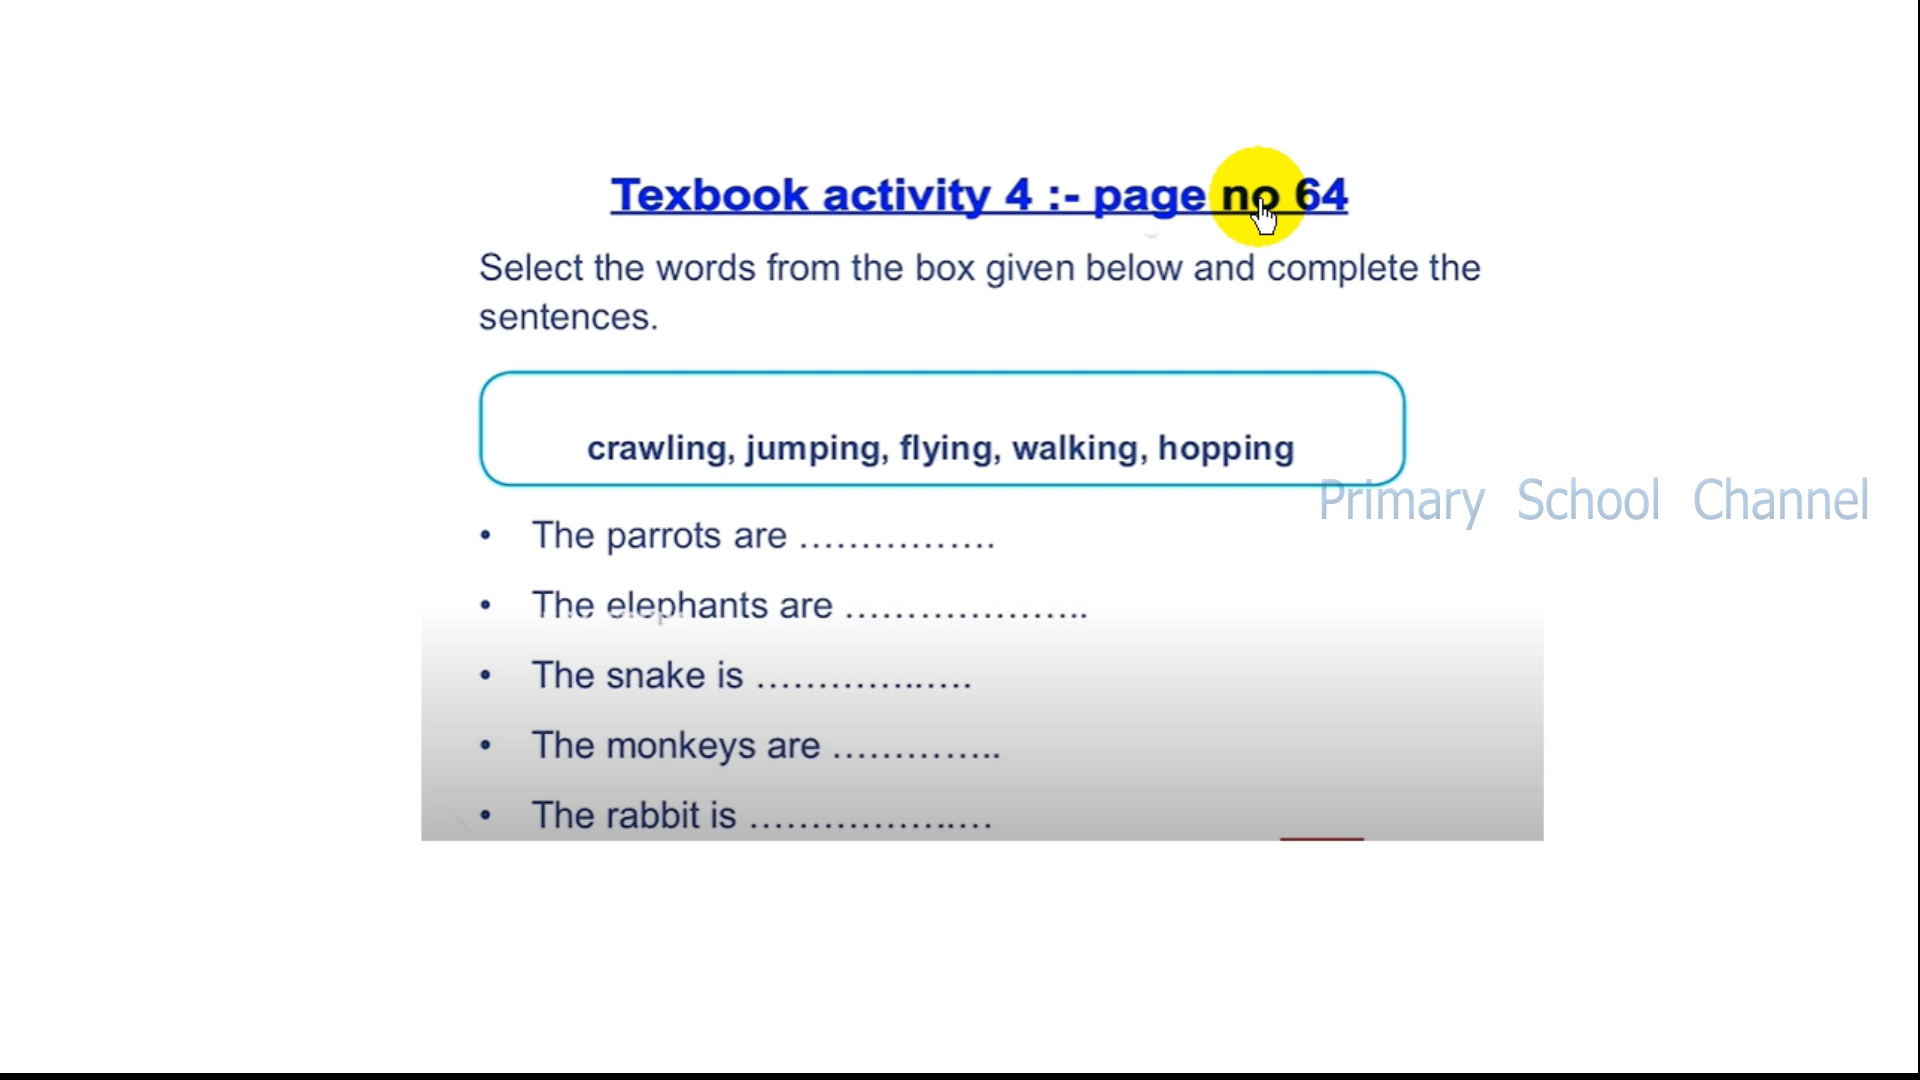 Texbook activity 4 :- page no 64
Select the words from the box given below and complete the
sentences.
crawling, jumping, flying, walking, hopping
Primary School Channel
• The parrots are …………….
• The elephants are ………………..
• The snake is …………..….
• The monkeys are …………..
• The rabbit is ……………..…